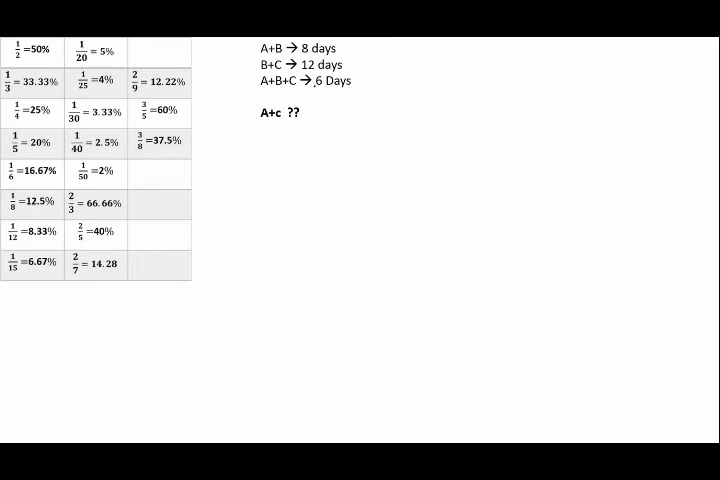 1/2 =50% 1/20 = 5%
1/3 = 33.33% 1/25 =4% 2/9 = 12.22%
1/4 =25% 1/30 = 3.33% 3/5 =60%
1/5 = 20% 1/40 = 2.5% 3/8 =37.5%
1/6 =16.67% 1/50 =2%
1/8 =12.5% 2/3 = 66.66%
1/12 =8.33% 2/5 =40%
1/15 =6.67% 2/7 = 14.28
A+B → 8 days
B+C → 12 days
A+B+C → 6 Days
A+c ??